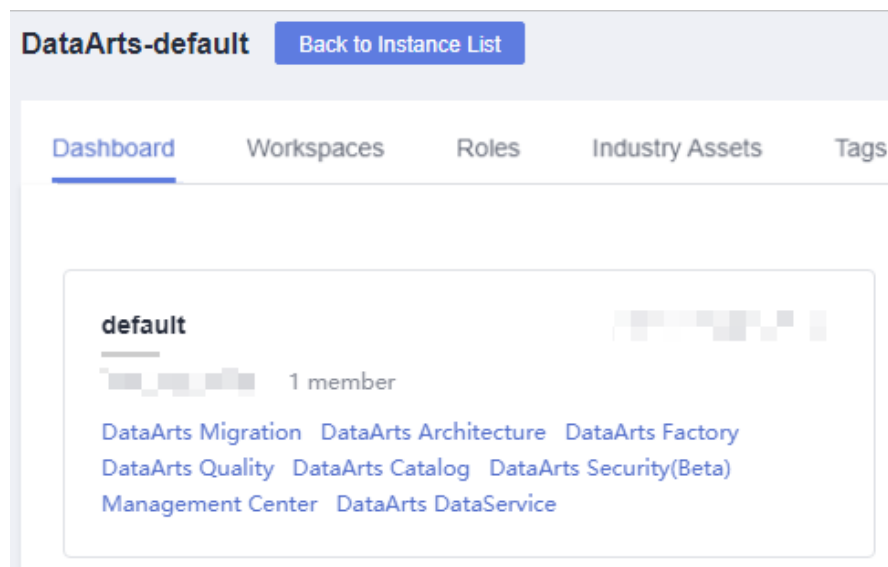 DataArts-default Back to Instance List
Dashboard Workspaces Roles Industry Assets Tags
default
1 member
DataArts Migration DataArts Architecture DataArts Factory
DataArts Quality DataArts Catalog DataArts Security(Beta)
Management Center DataArts DataService